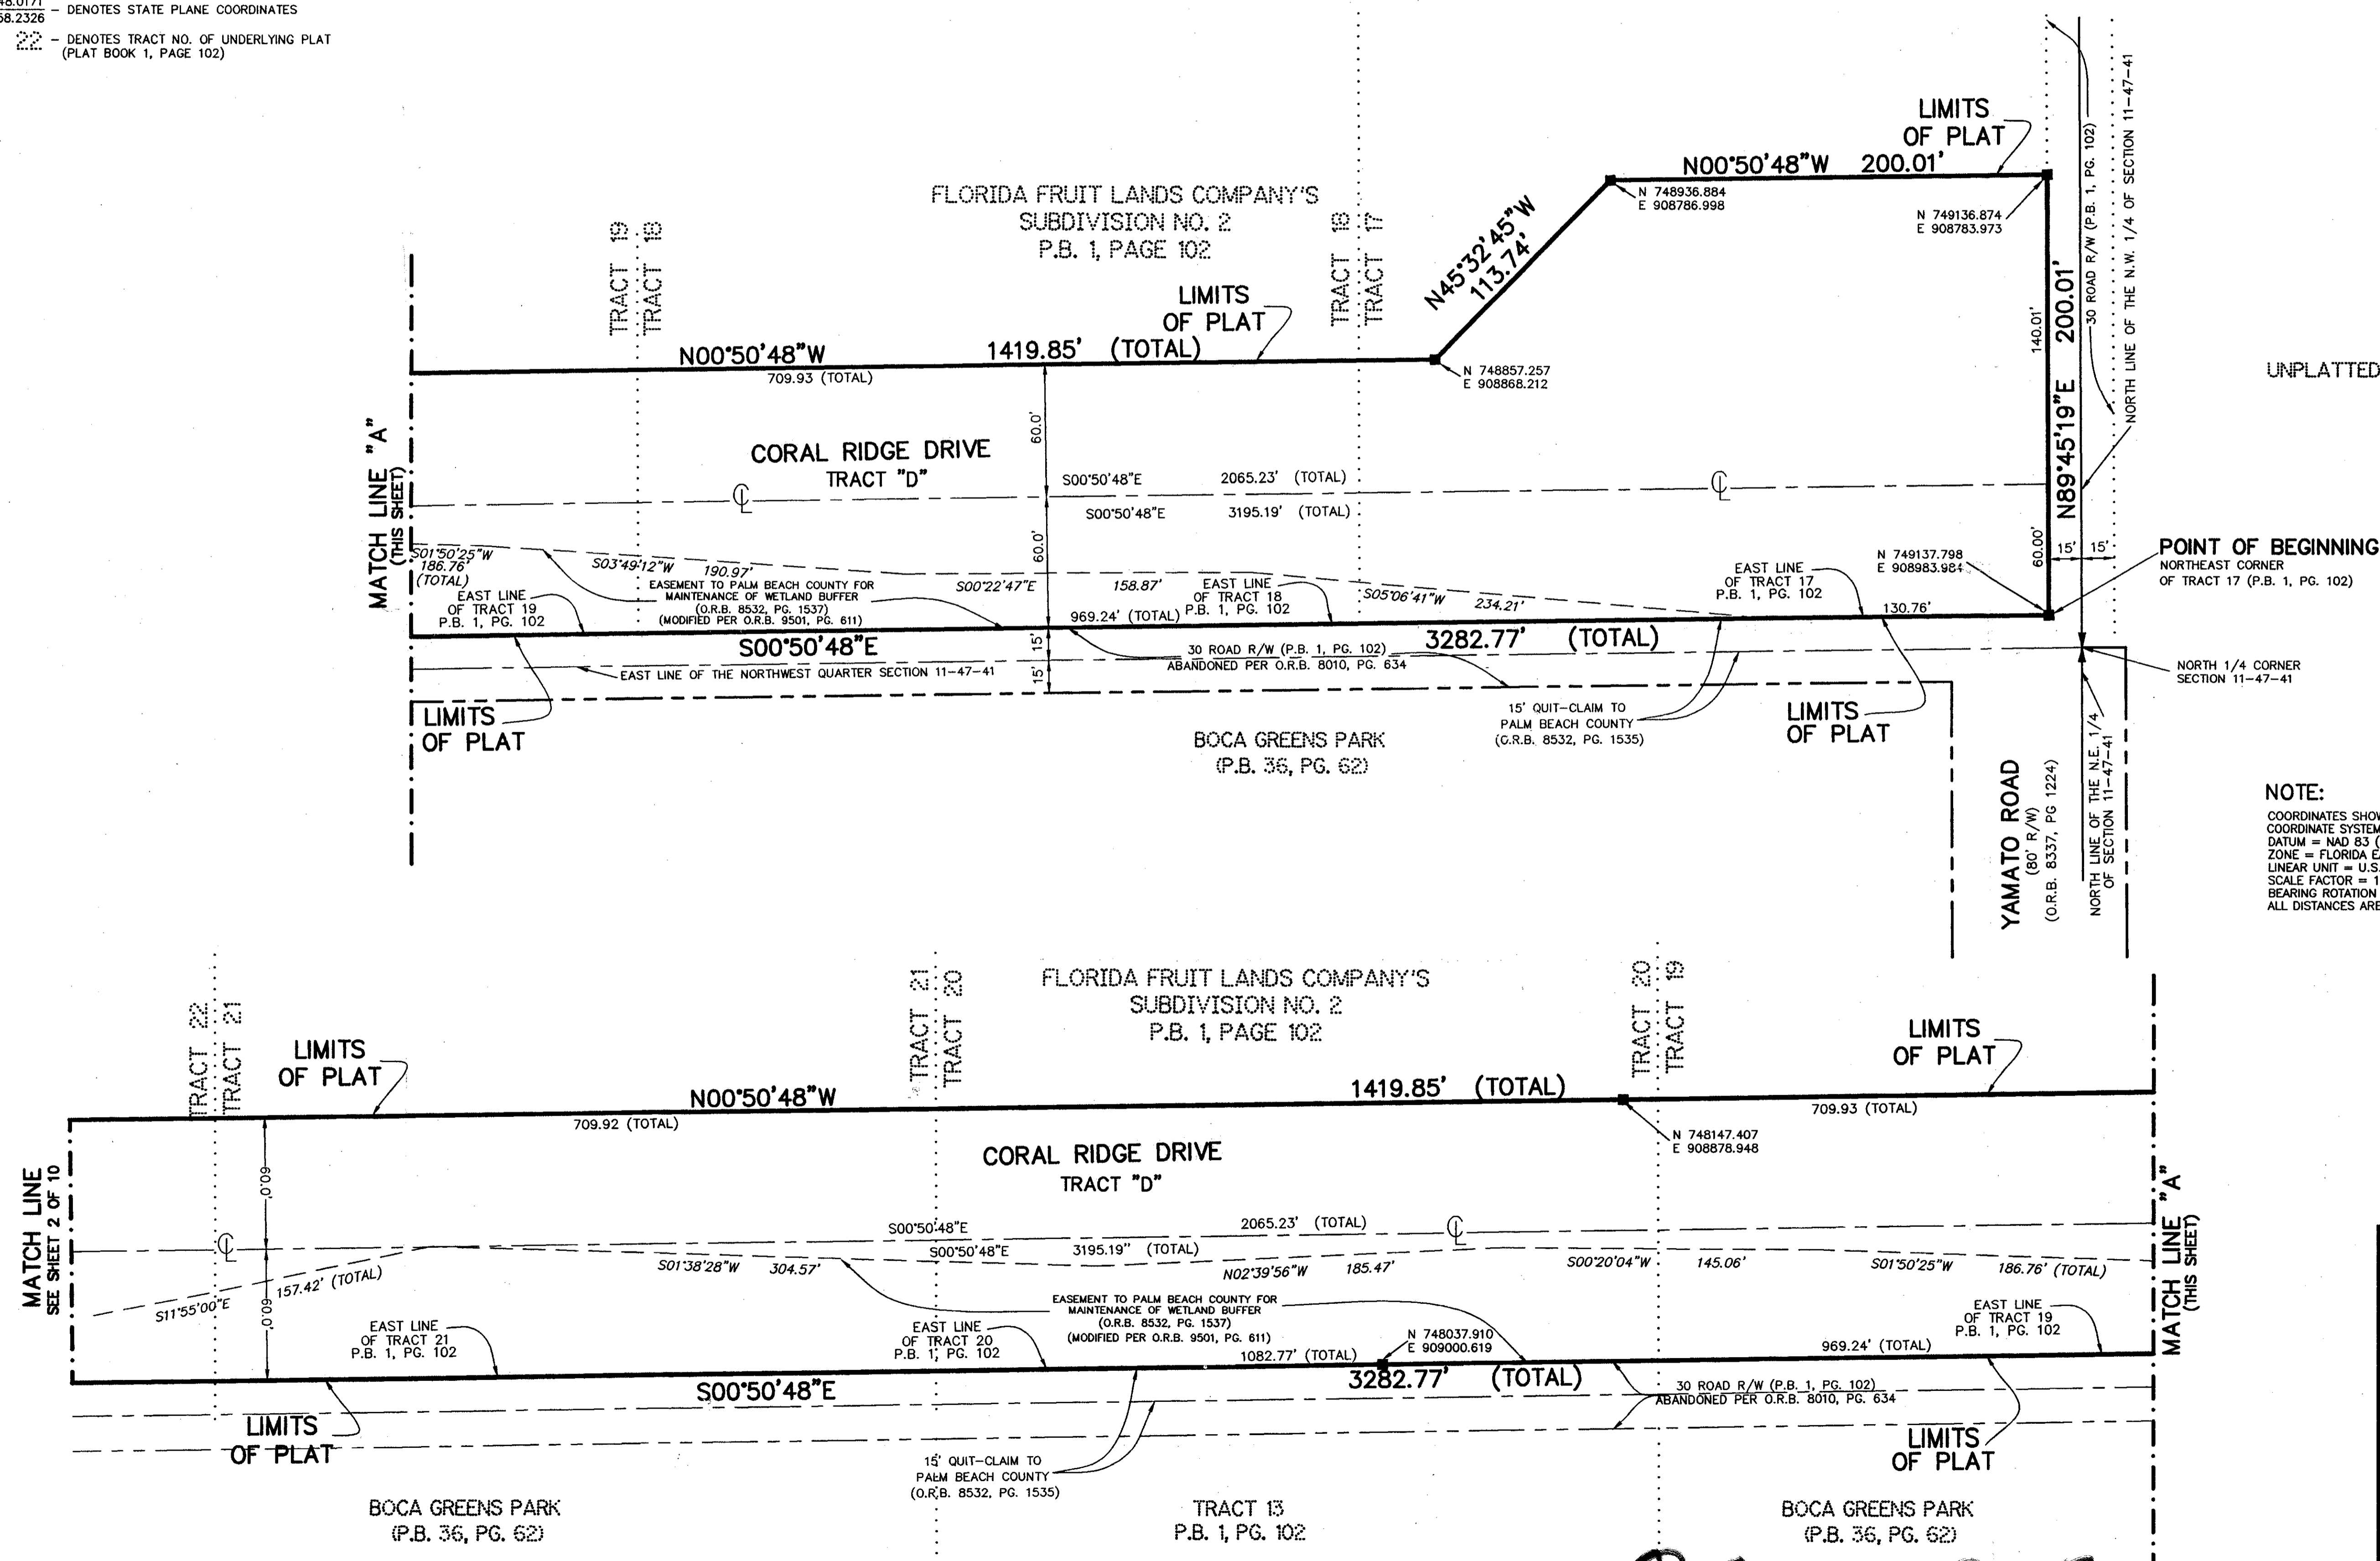 58.2326 – DENOTES STATE PLANE COORDINATES
22 – DENOTES TRACT NO. OF UNDERLYING PLAT
(PLAT BOOK 1, PAGE 102)
FLORIDA FRUIT LANDS COMPANY'S
SUBDIVISION NO. 2
P.B. 1, PAGE 102
TRACT 19
TRACT 18
TRACT 18
TRACT 17
LIMITS
OF PLAT
N00°50'48"W 200.01'
N 748936.884
E 908786.998
N 749136.874
E 908783.973
N45°32'45"W
113.74'
LIMITS
OF PLAT
N00°50'48"W 1419.85' (TOTAL)
709.93 (TOTAL)
N 748857.257
E 908868.212
140.01'
N89°45'19"E 200.01'
60.00'
30 ROAD R/W (P.B. 1, PG. 102)
NORTH LINE OF THE N.W. 1/4 OF SECTION 11-47-41
UNPLATTED
MATCH LINE "A"
(THIS SHEET)
CORAL RIDGE DRIVE
TRACT "D"
60.0'
60.0'
S00°50'48"E 2065.23' (TOTAL)
S00°50'48"E 3195.19' (TOTAL)
S01°50'25"W
186.76'
(TOTAL)
S03°49'12"W 190.97'
S00°22'47"E 158.87'
S05°06'41"W 234.21'
EASEMENT TO PALM BEACH COUNTY FOR
MAINTENANCE OF WETLAND BUFFER
(O.R.B. 8532, PG. 1537)
(MODIFIED PER O.R.B. 9501, PG. 611)
EAST LINE
OF TRACT 19
P.B. 1, PG. 102
EAST LINE
OF TRACT 18
P.B. 1, PG. 102
EAST LINE
OF TRACT 17
P.B. 1, PG. 102
N 749137.798
E 908983.984
15' 15'
POINT OF BEGINNING
NORTHEAST CORNER
OF TRACT 17 (P.B. 1, PG. 102)
969.24' (TOTAL)
130.76'
S00°50'48"E
3282.77' (TOTAL)
15'
15'
30 ROAD R/W (P.B. 1, PG. 102)
ABANDONED PER O.R.B. 8010, PG. 634
EAST LINE OF THE NORTHWEST QUARTER SECTION 11-47-41
NORTH 1/4 CORNER
SECTION 11-47-41
LIMITS
OF PLAT
15' QUIT-CLAIM TO
PALM BEACH COUNTY
(O.R.B. 8532, PG. 1535)
LIMITS
OF PLAT
BOCA GREENS PARK
(P.B. 36, PG. 62)
YAMATO ROAD
(80' R/W)
(O.R.B. 8337, PG 1224)
NORTH LINE OF THE N.E. 1/4
OF SECTION 11-47-41
NOTE:
COORDINATES SHOW
COORDINATE SYSTEM
DATUM = NAD 83 (
ZONE = FLORIDA E
LINEAR UNIT = U.S.
SCALE FACTOR = 1
BEARING ROTATION
ALL DISTANCES ARE
FLORIDA FRUIT LANDS COMPANY'S
SUBDIVISION NO. 2
P.B. 1, PAGE 102
TRACT 22
TRACT 21
TRACT 21
TRACT 20
TRACT 20
TRACT 19
LIMITS
OF PLAT
LIMITS
OF PLAT
N00°50'48"W
1419.85' (TOTAL)
709.92 (TOTAL)
709.93 (TOTAL)
N 748147.407
E 908878.948
CORAL RIDGE DRIVE
TRACT "D"
MATCH LINE
SEE SHEET 2 OF 10
60.0'
60.0'
S00°50'48"E 2065.23' (TOTAL)
S00°50'48"E 3195.19" (TOTAL)
S11°55'00"E 157.42' (TOTAL)
S01°38'28"W 304.57'
N02°39'56"W 185.47'
S00°20'04"W 145.06'
S01°50'25"W 186.76' (TOTAL)
MATCH LINE "A"
(THIS SHEET)
EASEMENT TO PALM BEACH COUNTY FOR
MAINTENANCE OF WETLAND BUFFER
(O.R.B. 8532, PG. 1537)
(MODIFIED PER O.R.B. 9501, PG. 611)
EAST LINE
OF TRACT 21
P.B. 1, PG. 102
EAST LINE
OF TRACT 20
P.B. 1, PG. 102
N 748037.910
E 909000.619
EAST LINE
OF TRACT 19
P.B. 1, PG. 102
1082.77' (TOTAL)
969.24' (TOTAL)
S00°50'48"E
3282.77' (TOTAL)
30 ROAD R/W (P.B. 1, PG. 102)
ABANDONED PER O.R.B. 8010, PG. 634
LIMITS
OF PLAT
LIMITS
OF PLAT
15' QUIT-CLAIM TO
PALM BEACH COUNTY
(O.R.B. 8532, PG. 1535)
BOCA GREENS PARK
(P.B. 36, PG. 62)
TRACT 13
P.B. 1, PG. 102
BOCA GREENS PARK
(P.B. 36, PG. 62)